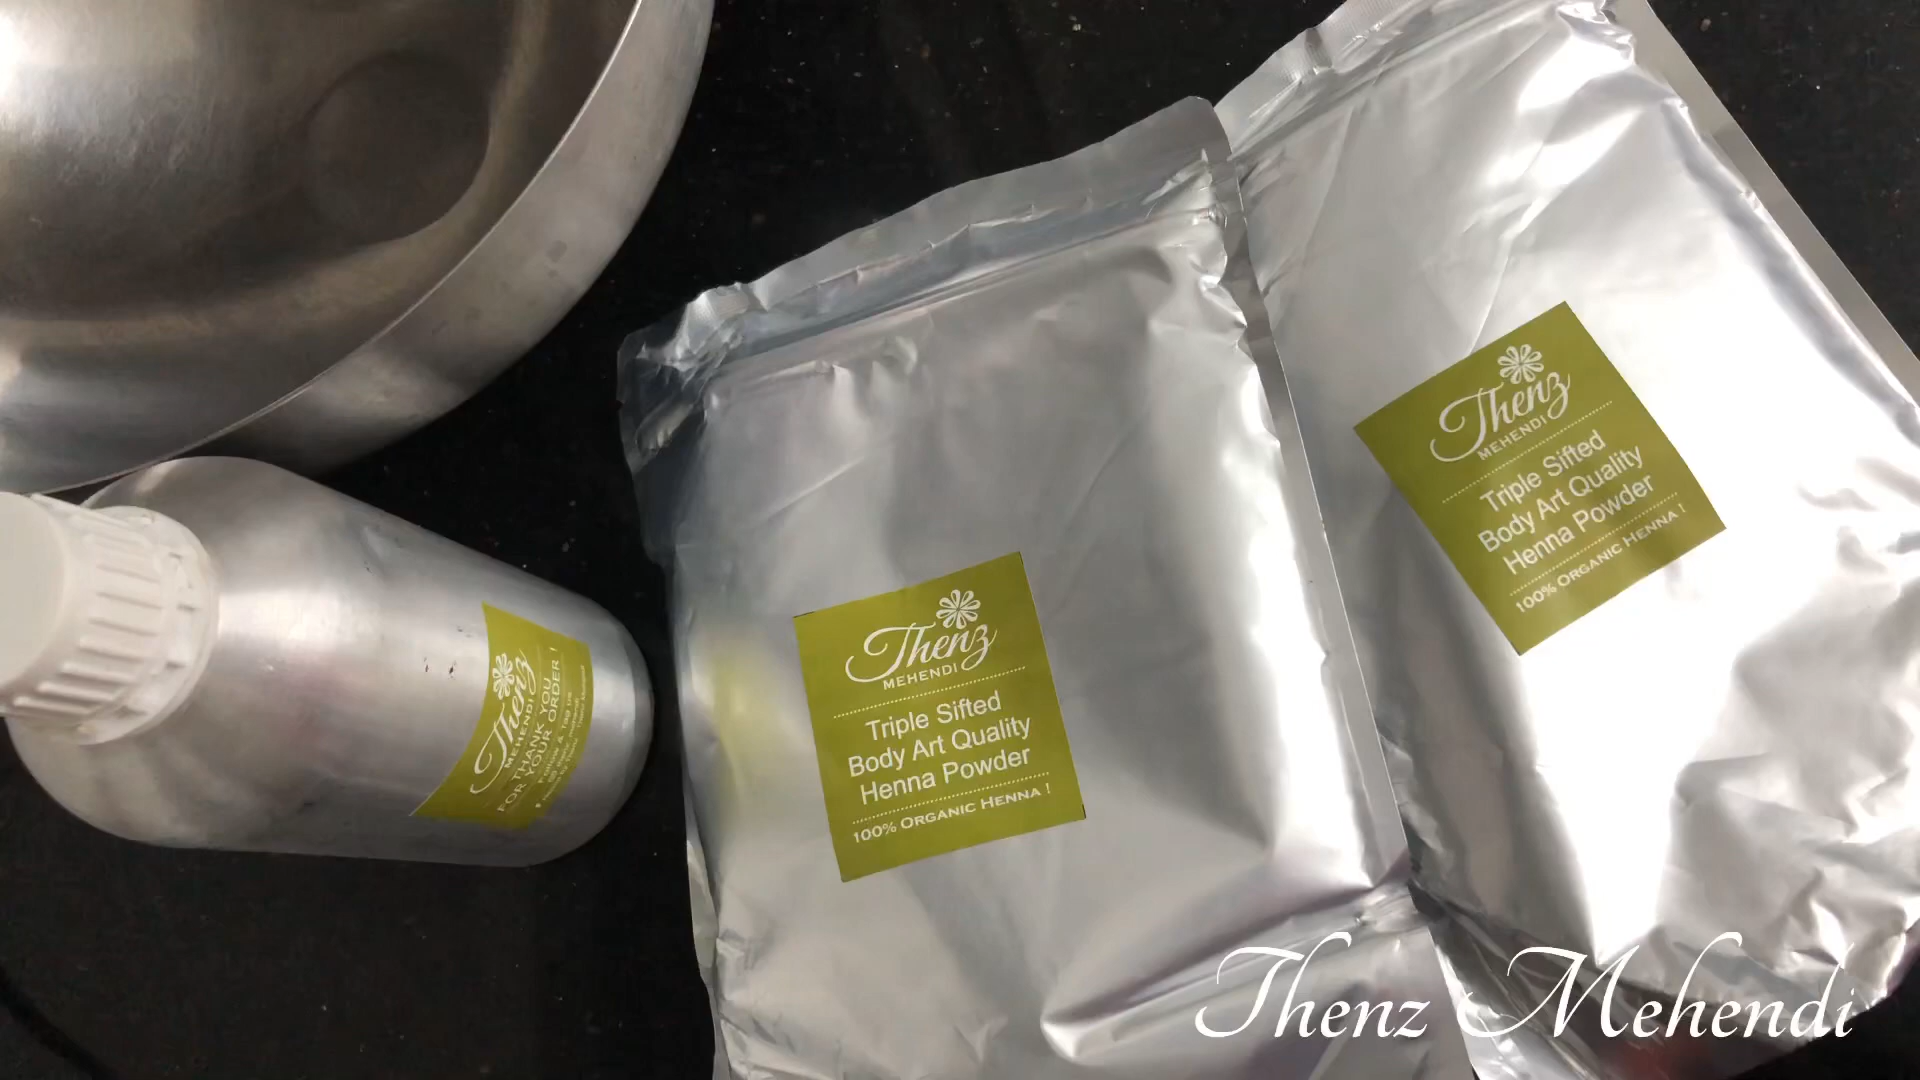 Thenz
MEHENDI
FOR THANK YOU
YOUR ORDER !
Thenz
MEHENDI
Triple Sifted
Body Art Quality
Henna Powder
100% ORGANIC HENNA !
Thenz
MEHENDI
Triple Sifted
Body Art Quality
Henna Powder
100% ORGANIC HENNA !
Thenz Mehendi